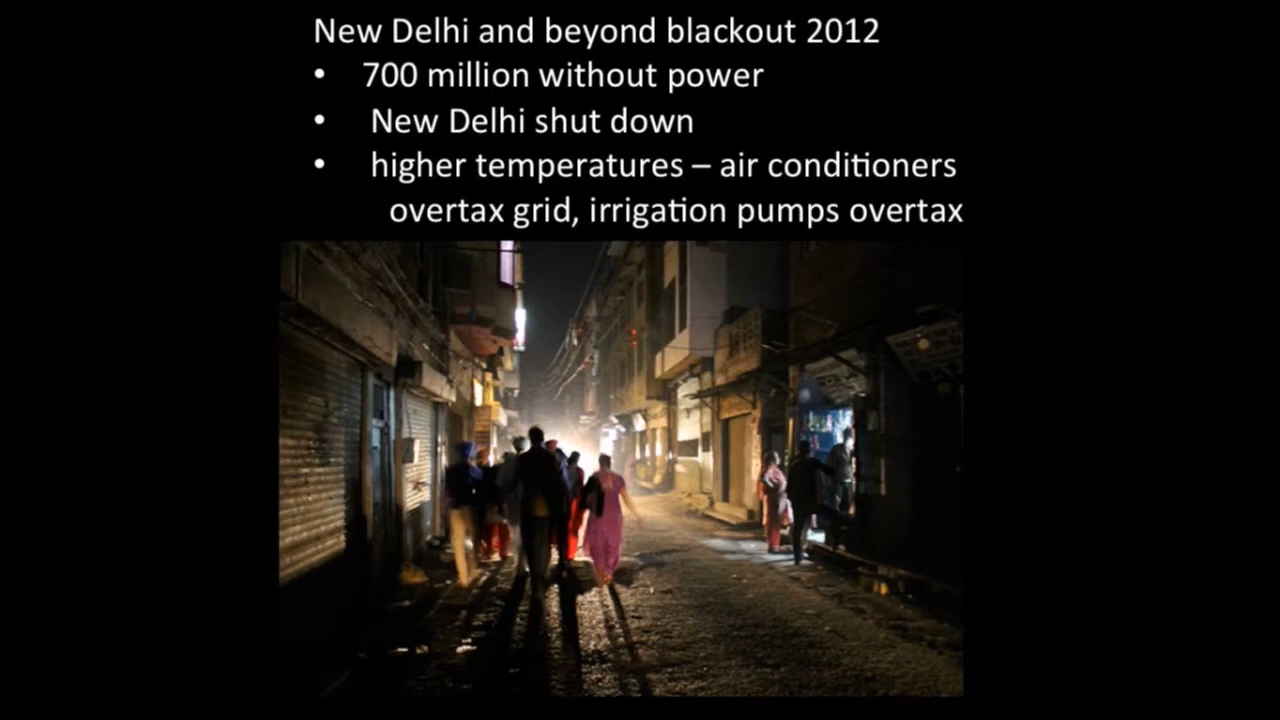 New Delhi and beyond blackout 2012
• 700 million without power
• New Delhi shut down
• higher temperatures – air conditioners
overtax grid, irrigation pumps overtax